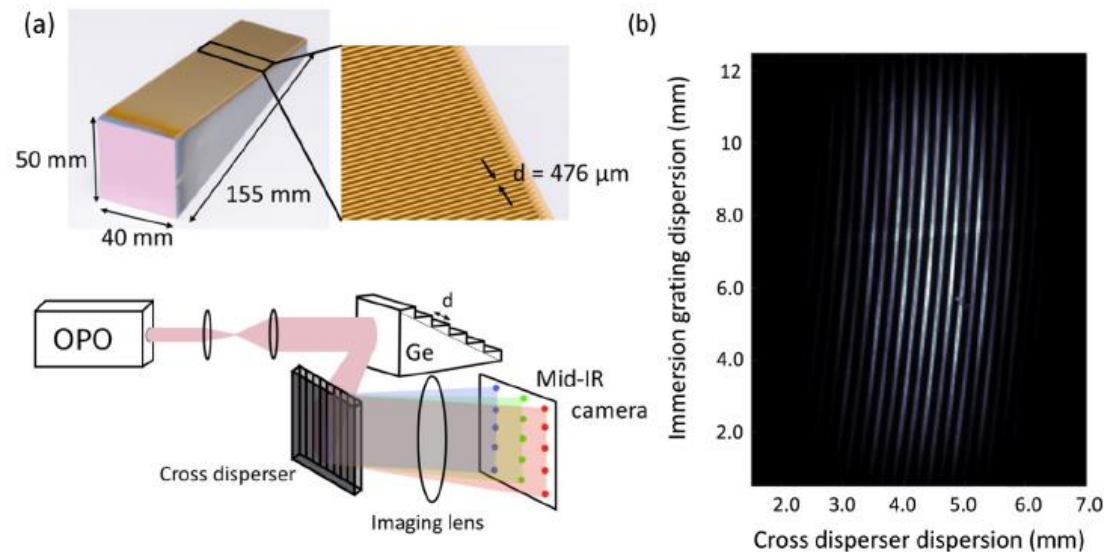 (a)
50 mm
40 mm
155 mm
d = 476 µm
OPO
d
Ge
Mid-IR
camera
Cross disperser
Imaging lens
(b)
Immersion grating dispersion (mm)
12
10
8.0
6.0
4.0
2.0
2.0 3.0 4.0 5.0 6.0 7.0
Cross disperser dispersion (mm)